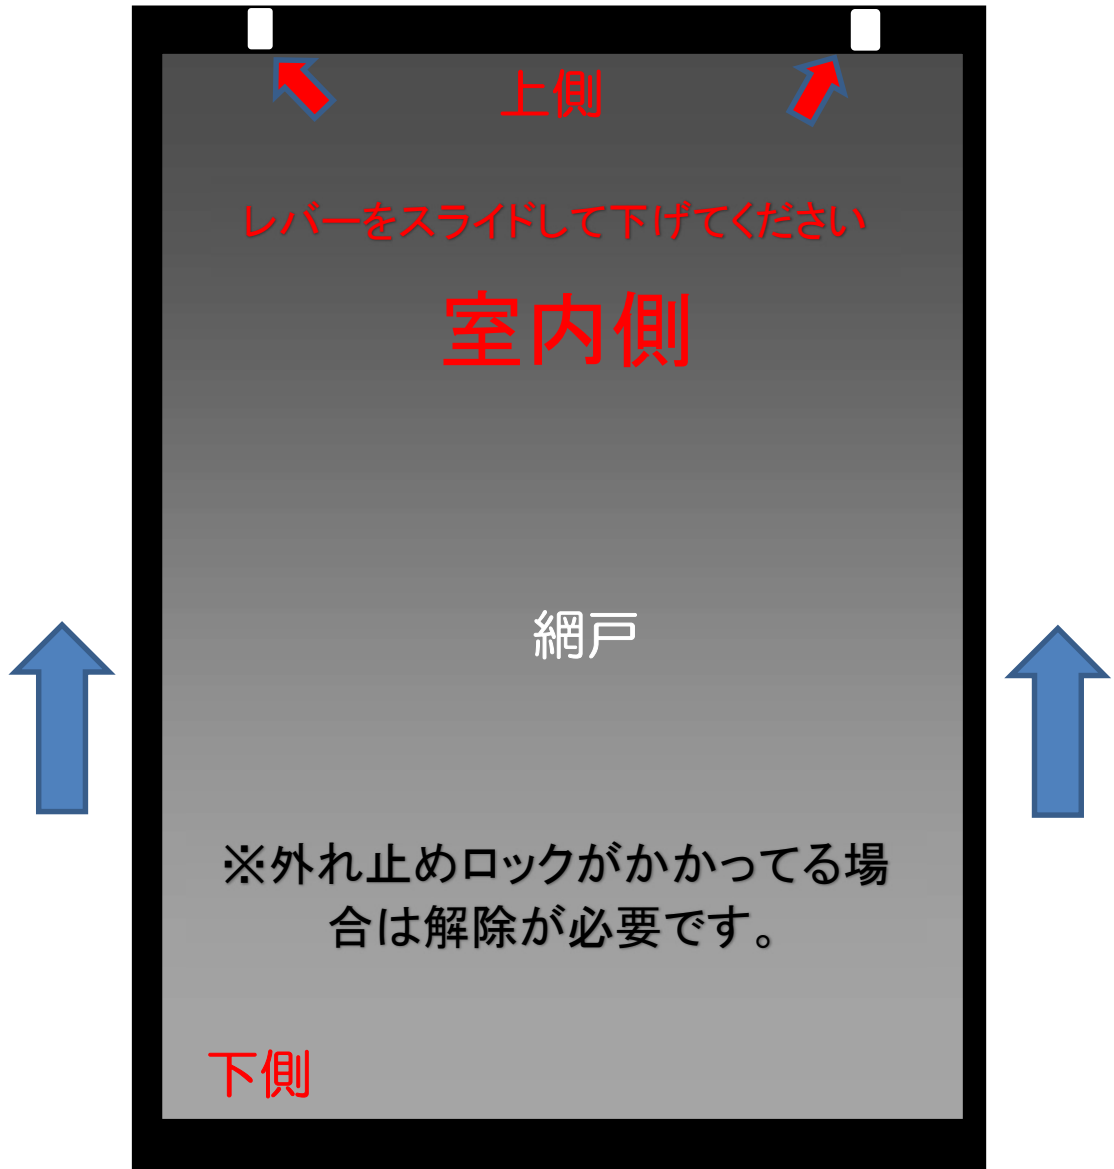 上側
レバーをスライドして下げてください
室内側
網戸
※外れ止めロックがかかってる場
合は解除が必要です。
下側